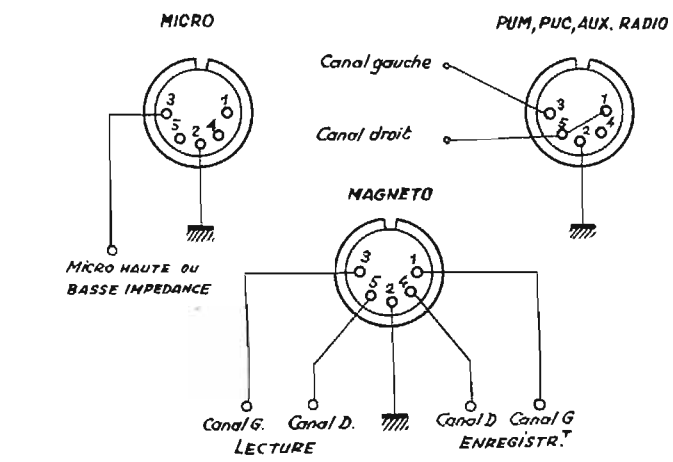 MICRO
3 1
5 2 4
MICRO HAUTE OU
BASSE IMPEDANCE
PUM, PUC, AUX. RADIO
Canal gauche
3 1
5 2 4
Canal droit
MAGNETO
3 1
5 2 4
Canal G. Canal D. Canal D Canal G
LECTURE ENREGISTR.T